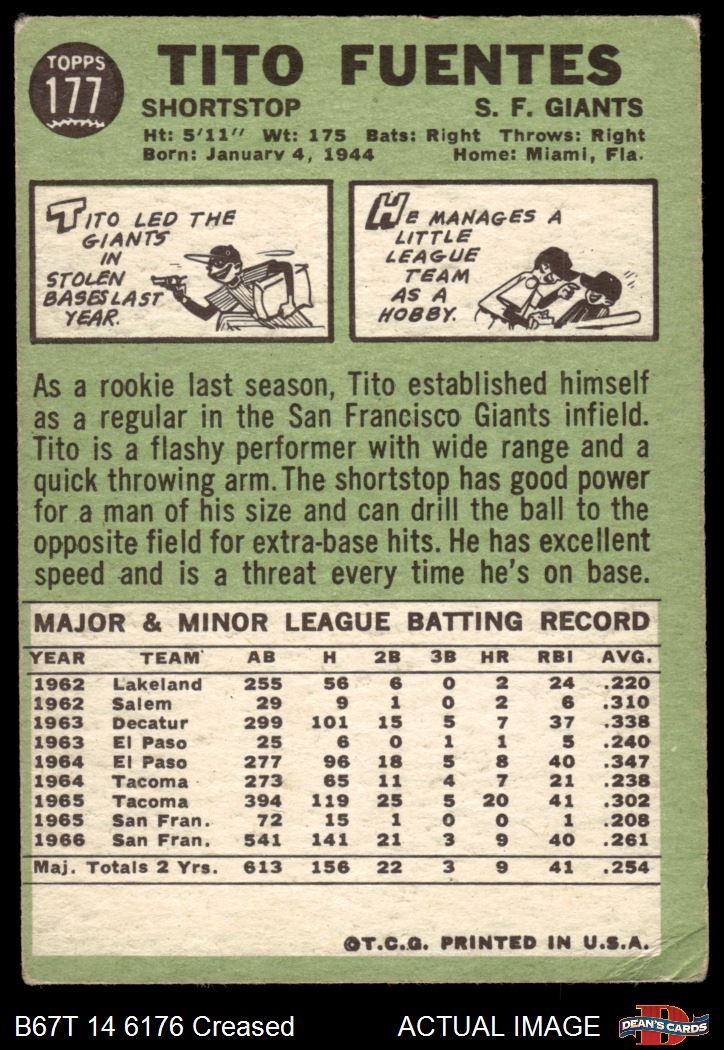 TOPPS
177
TITO FUENTES
SHORTSTOP S. F. GIANTS
Ht: 5'11" Wt: 175 Bats: Right Throws: Right
Born: January 4, 1944 Home: Miami, Fla.
TITO LED THE
GIANTS
IN
STOLEN
BASES LAST
YEAR.
HE MANAGES A
LITTLE
LEAGUE
TEAM
AS A
HOBBY.
As a rookie last season, Tito established himself
as a regular in the San Francisco Giants infield.
Tito is a flashy performer with wide range and a
quick throwing arm. The shortstop has good power
for a man of his size and can drill the ball to the
opposite field for extra-base hits. He has excellent
speed and is a threat every time he's on base.
MAJOR & MINOR LEAGUE BATTING RECORD
YEAR TEAM AB H 2B 3B HR RBI AVG.
1962 Lakeland 255 56 6 0 2 24 .220
1962 Salem 29 9 1 0 2 6 .310
1963 Decatur 299 101 15 5 7 37 .338
1963 El Paso 25 6 0 1 1 5 .240
1964 El Paso 277 96 18 5 8 40 .347
1964 Tacoma 273 65 11 4 7 21 .238
1965 Tacoma 394 119 25 5 20 41 .302
1965 San Fran. 72 15 1 0 0 1 .208
1966 San Fran. 541 141 21 3 9 40 .261
Maj. Totals 2 Yrs. 613 156 22 3 9 41 .254
©T.C.G. PRINTED IN U.S.A.
B67T 14 6176 Creased ACTUAL IMAGE
D
DEAN'S CARDS